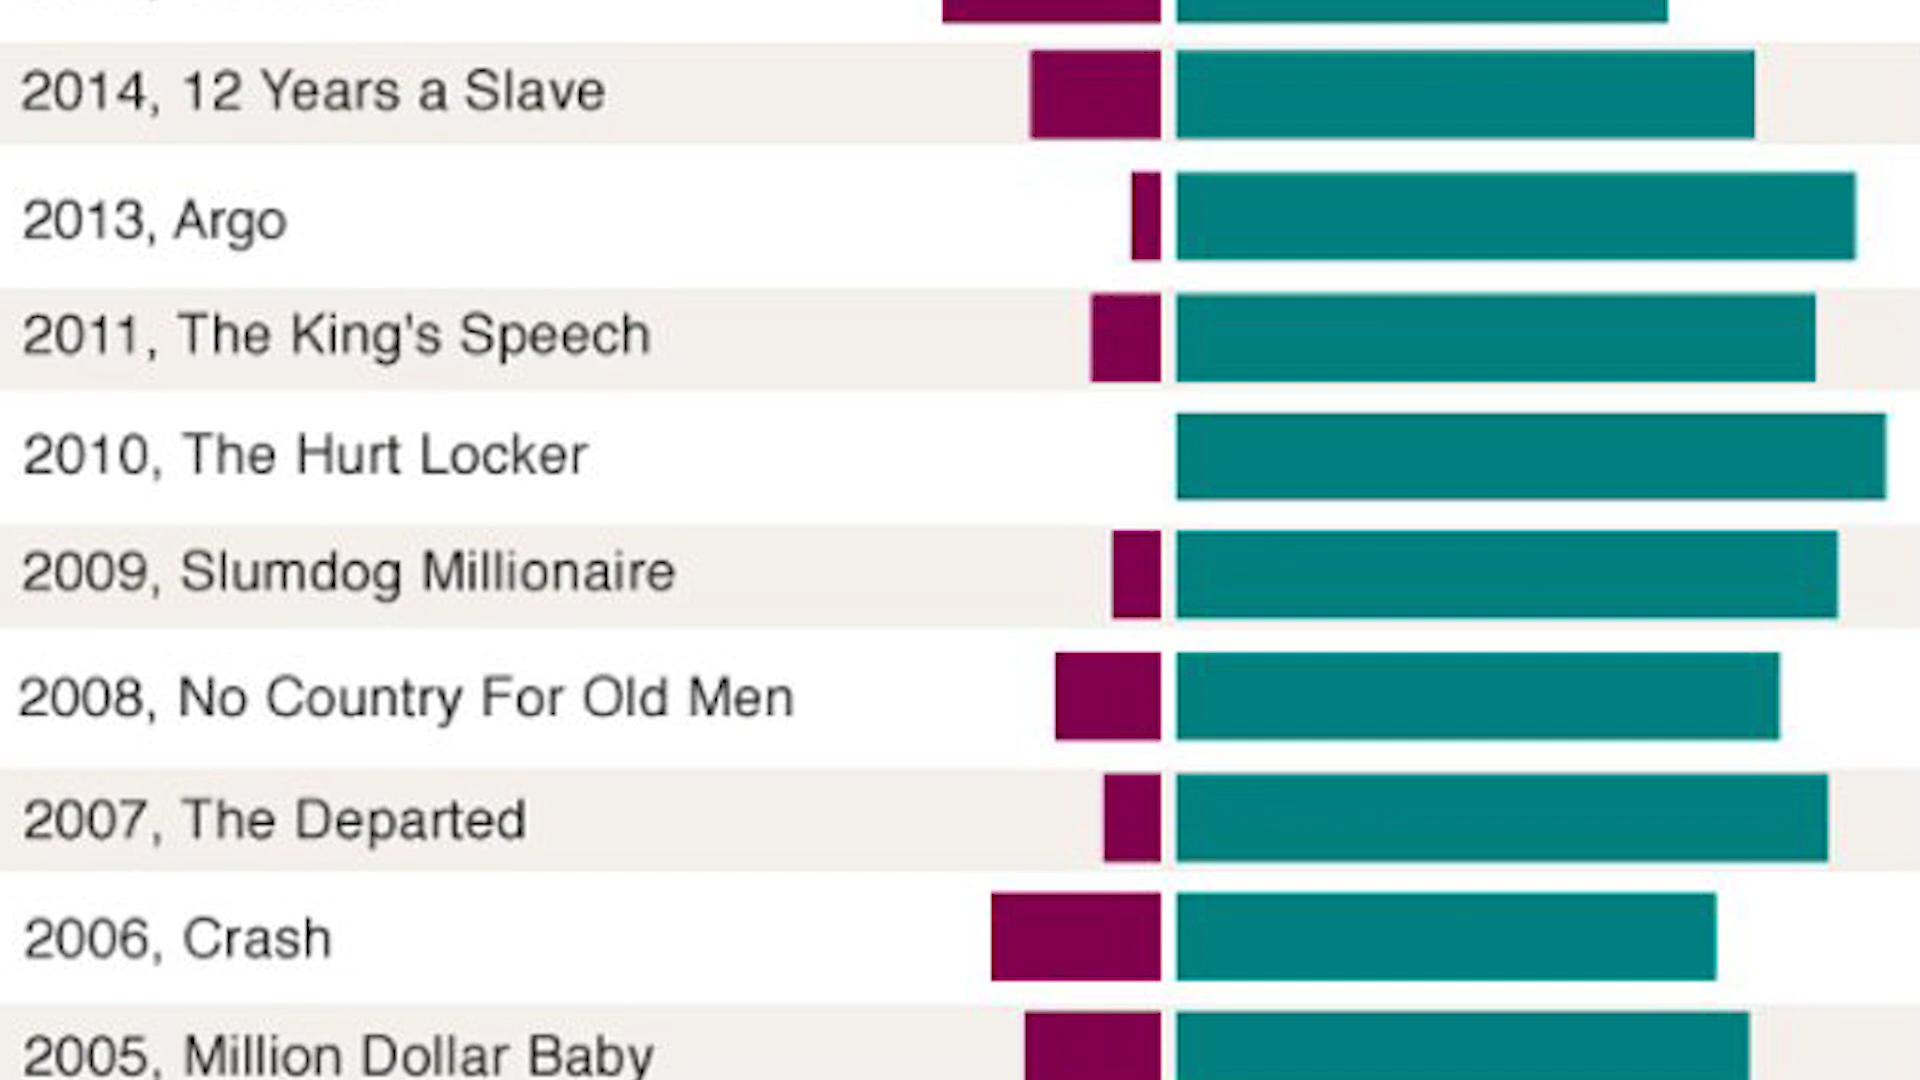 2014, 12 Years a Slave
2013, Argo
2011, The King's Speech
2010, The Hurt Locker
2009, Slumdog Millionaire
2008, No Country For Old Men
2007, The Departed
2006, Crash
2005, Million Dollar Baby